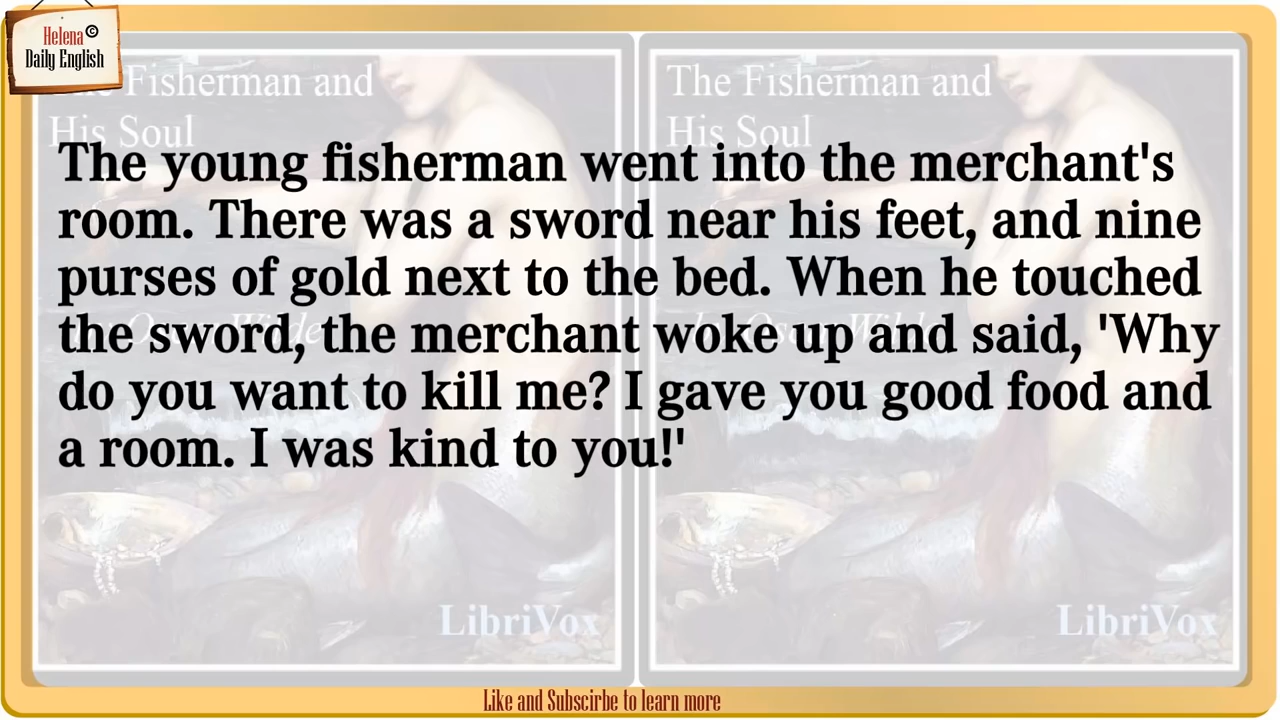 Helena©
Daily English
The Fisherman and
His Soul
The Fisherman and
His Soul
The young fisherman went into the merchant's
room. There was a sword near his feet, and nine
purses of gold next to the bed. When he touched
the sword, the merchant woke up and said, 'Why
do you want to kill me? I gave you good food and
a room. I was kind to you!'
LibriVox
LibriVox
Like and Subscirbe to learn more